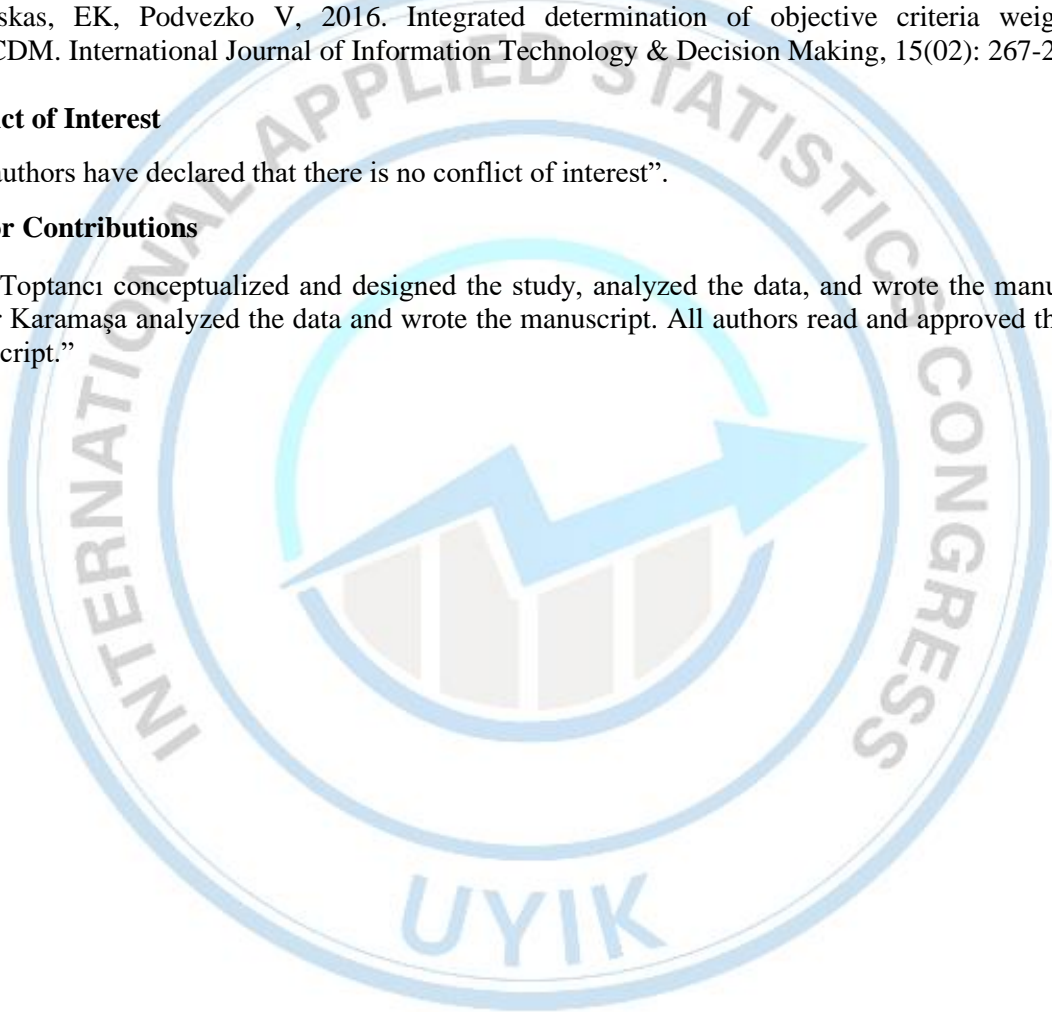 skas, EK, Podvezko V, 2016. Integrated determination of objective criteria weig
CDM. International Journal of Information Technology & Decision Making, 15(02): 267-2
ct of Interest
authors have declared that there is no conflict of interest”.
or Contributions
Toptancı conceptualized and designed the study, analyzed the data, and wrote the manu
r Karamaşa analyzed the data and wrote the manuscript. All authors read and approved th
cript.”
INTERNATIONAL APPLIED STATISTICS CONGRESS
UYIK